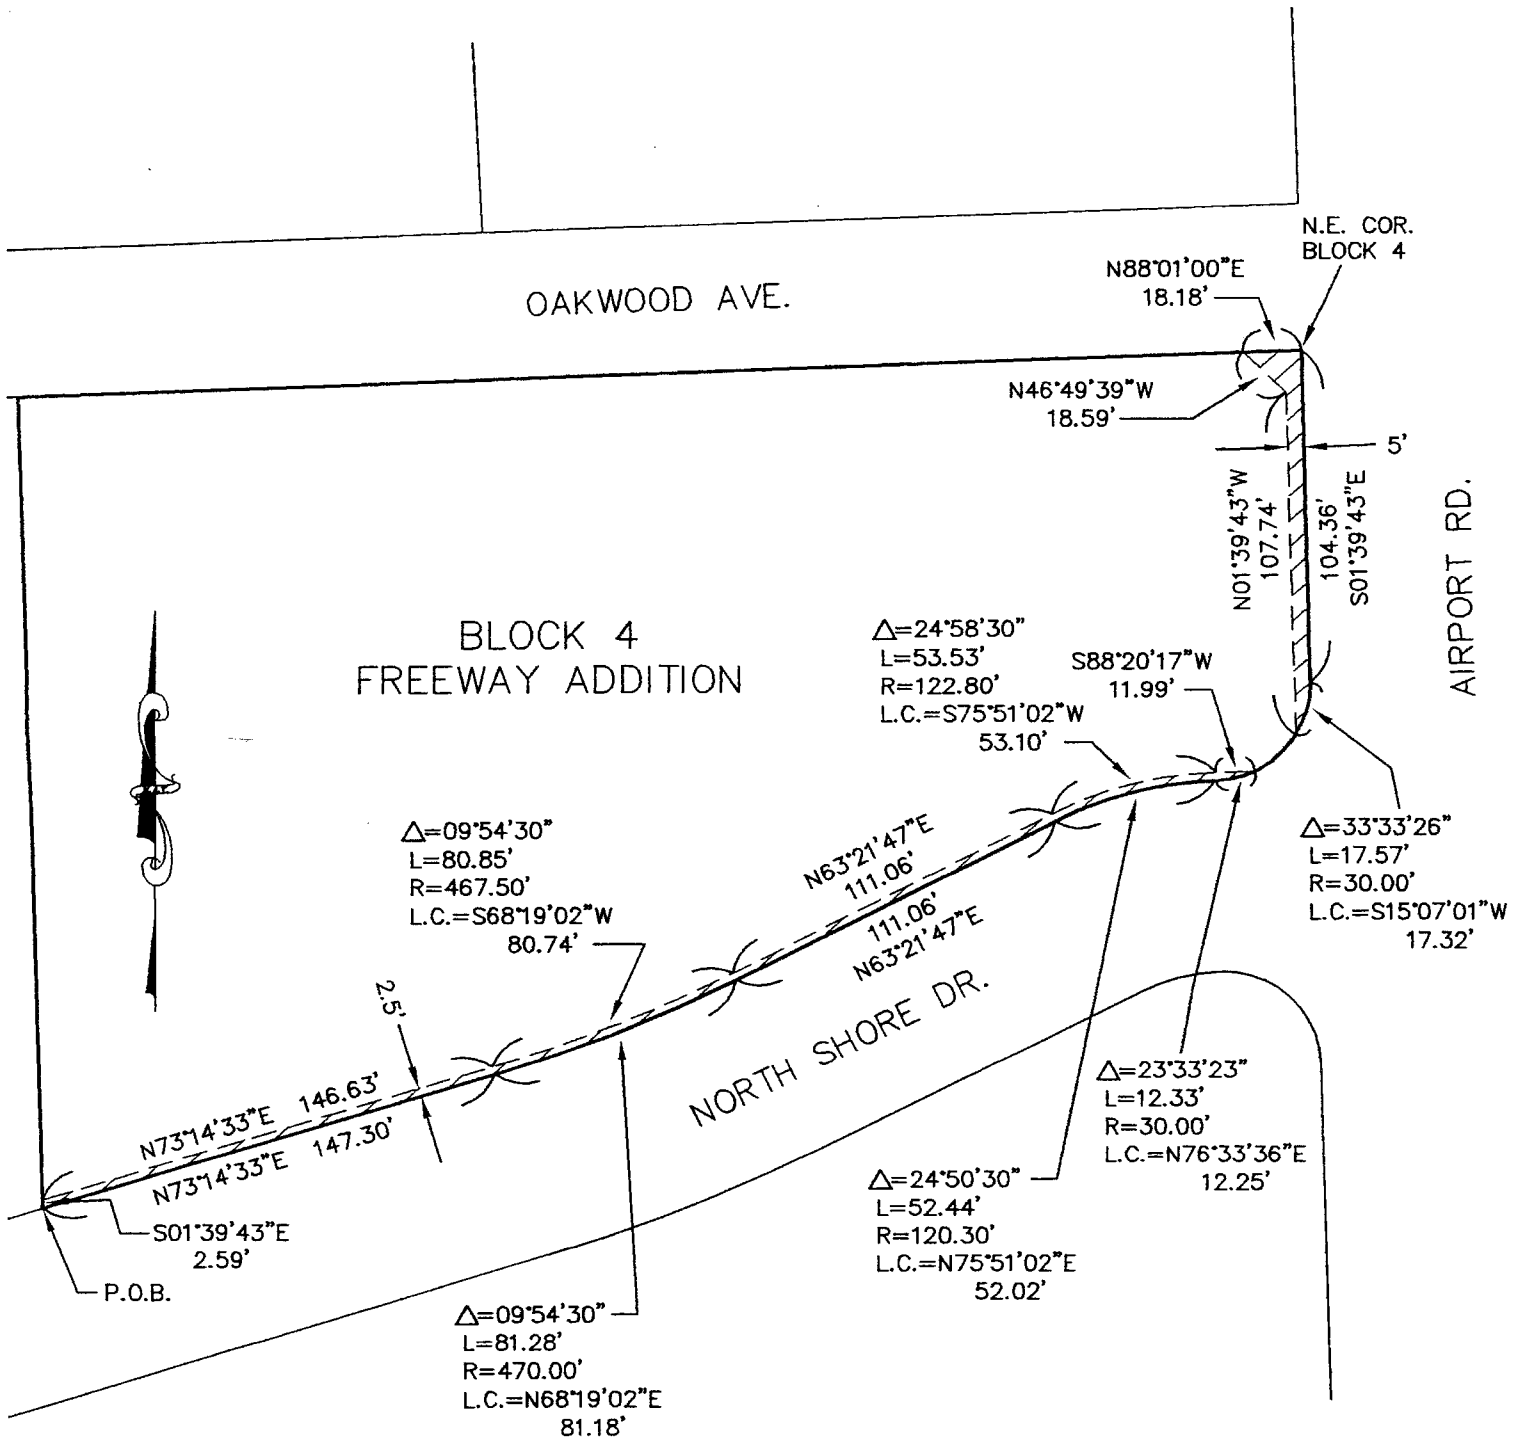 N.E. COR.
BLOCK 4
N88°01'00"E
18.18'
OAKWOOD AVE.
N46°49'39"W
18.59'
5'
N01°39'43"W
107.74'
104.36'
S01°39'43"E
AIRPORT RD.
BLOCK 4
FREEWAY ADDITION
△=24°58'30"
L=53.53'
R=122.80'
L.C.=S75°51'02"W
53.10'
S88°20'17"W
11.99'
△=09°54'30"
L=80.85'
R=467.50'
L.C.=S68°19'02"W
80.74'
N63°21'47"E
111.06'
111.06'
N63°21'47"E
△=33°33'26"
L=17.57'
R=30.00'
L.C.=S15°07'01"W
17.32'
2.5'
NORTH SHORE DR.
N73°14'33"E 146.63'
N73°14'33"E 147.30'
△=23°33'23"
L=12.33'
R=30.00'
L.C.=N76°33'36"E
12.25'
△=24°50'30"
L=52.44'
R=120.30'
L.C.=N75°51'02"E
52.02'
S01°39'43"E
2.59'
P.O.B.
△=09°54'30"
L=81.28'
R=470.00'
L.C.=N68°19'02"E
81.18'